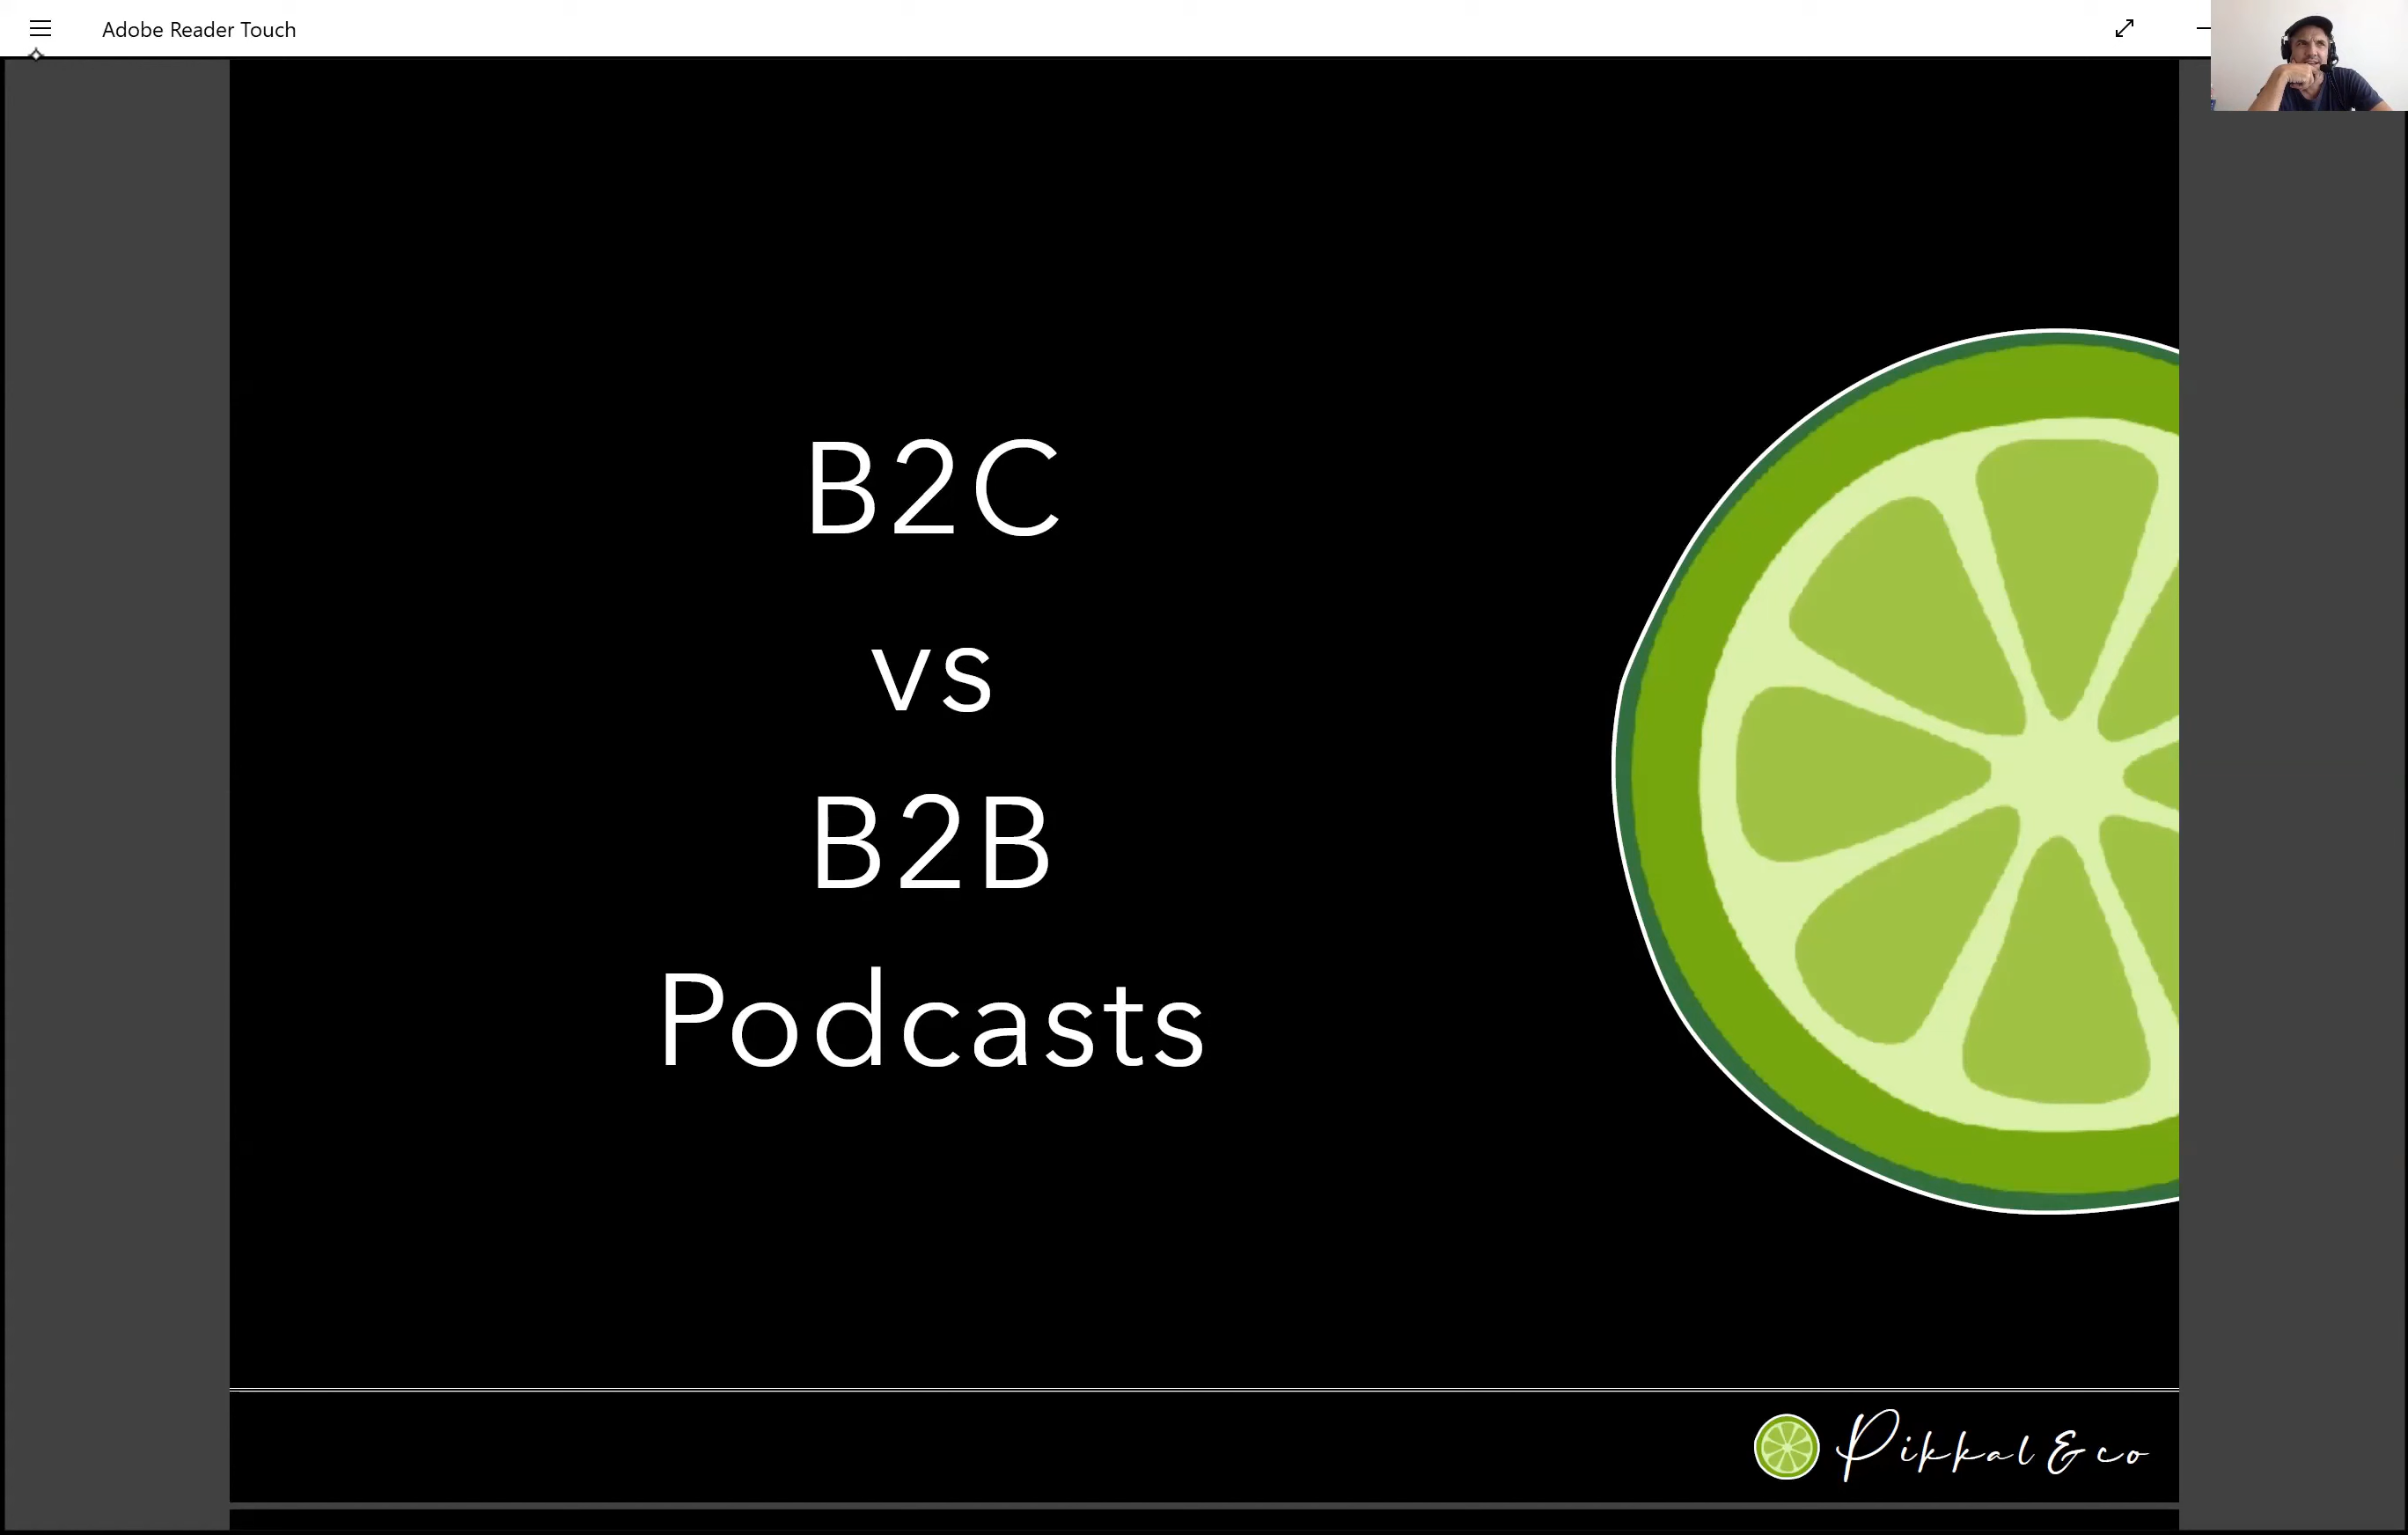 Adobe Reader Touch
B2C
vs
B2B
Podcasts
Pikkal & co